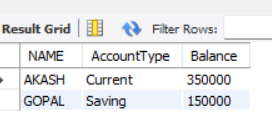 Result Grid Filter Rows:
NAME AccountType Balance
AKASH Current 350000
GOPAL Saving 150000